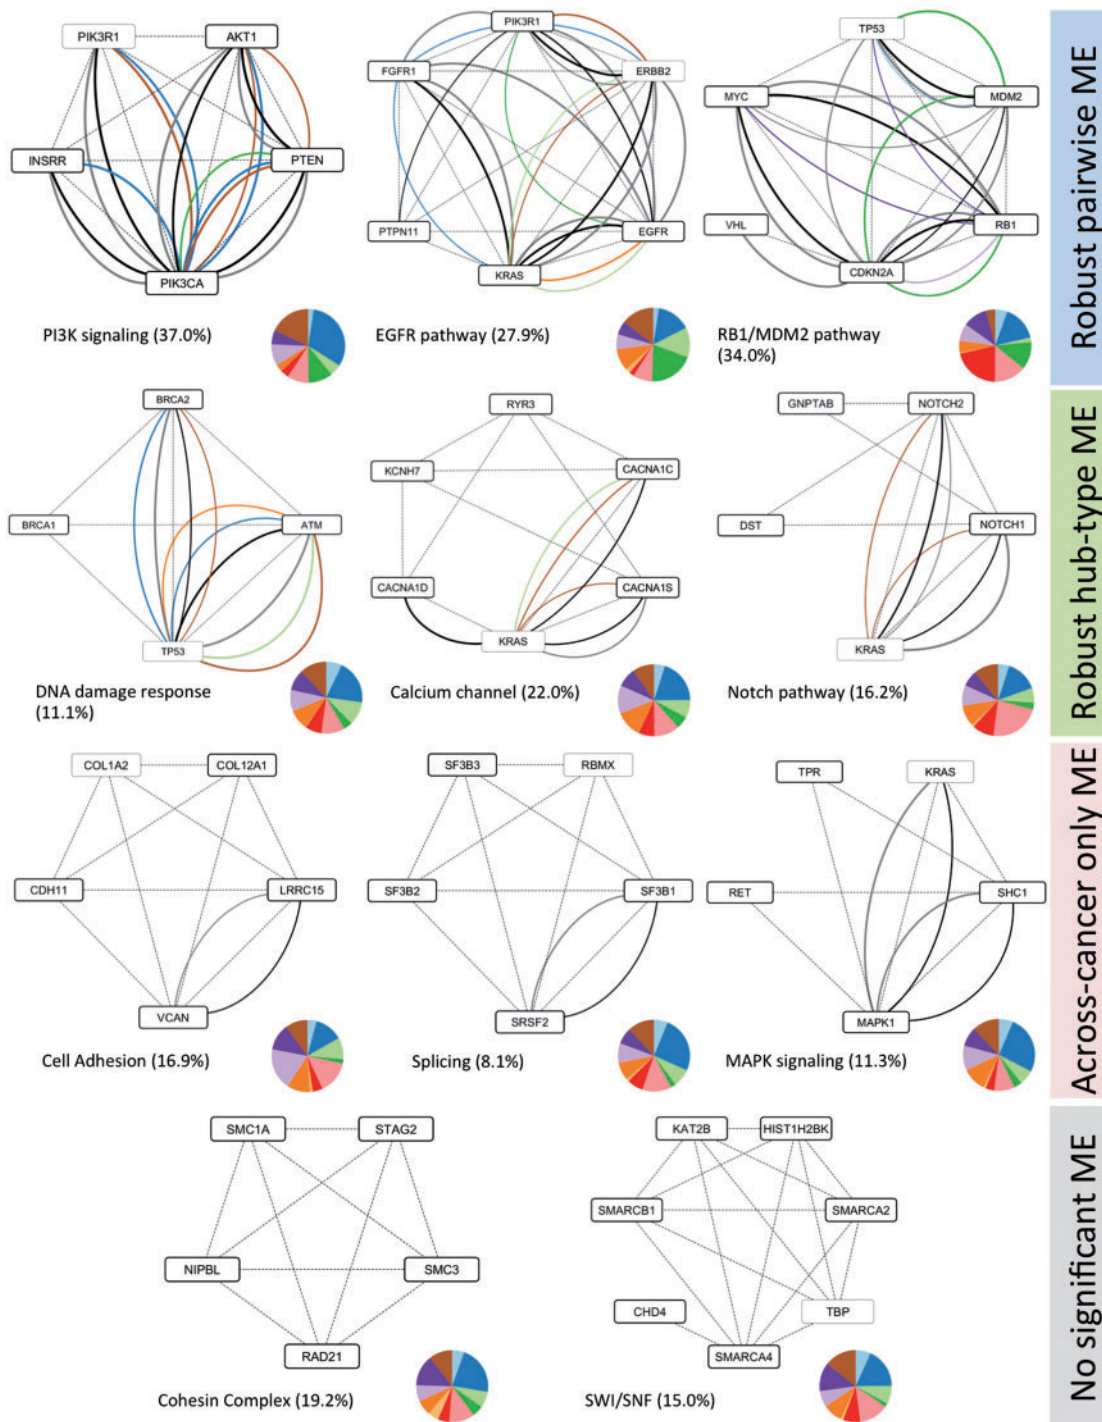 PIK3R1
AKT1
INSRR
PTEN
PIK3CA
PI3K signaling (37.0%)
PIK3R1
FGFR1
ERBB2
PTPN11
EGFR
KRAS
EGFR pathway (27.9%)
TP53
MYC
MDM2
VHL
RB1
CDKN2A
RB1/MDM2 pathway
(34.0%)
Robust pairwise ME
BRCA2
BRCA1
ATM
TP53
DNA damage response
(11.1%)
RYR3
KCNH7
CACNA1C
CACNA1D
CACNA1S
KRAS
Calcium channel (22.0%)
GNPTAB
NOTCH2
DST
NOTCH1
KRAS
Notch pathway (16.2%)
Robust hub-type ME
COL1A2
COL12A1
CDH11
LRRC15
VCAN
Cell Adhesion (16.9%)
SF3B3
RBMX
SF3B2
SF3B1
SRSF2
Splicing (8.1%)
TPR
KRAS
RET
SHC1
MAPK1
MAPK signaling (11.3%)
Across-cancer only ME
SMC1A
STAG2
NIPBL
SMC3
RAD21
Cohesin Complex (19.2%)
KAT2B
HIST1H2BK
SMARCB1
SMARCA2
CHD4
TBP
SMARCA4
SWI/SNF (15.0%)
No significant ME